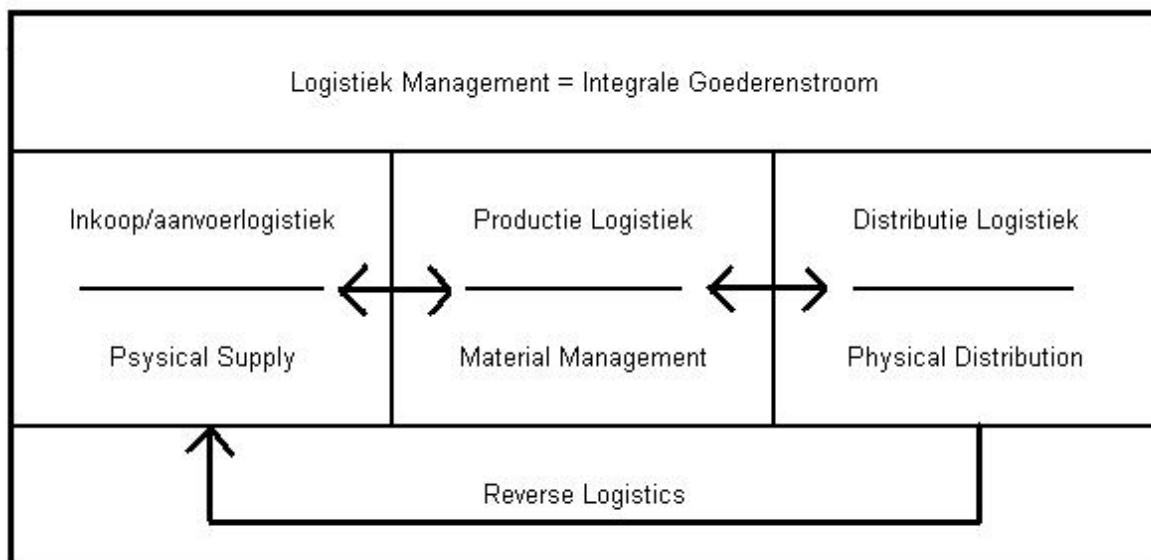 Logistiek Management = Integrale Goederenstroom
Inkoop/aanvoerlogistiek
Psysical Supply
Productie Logistiek
Material Management
Distributie Logistiek
Physical Distribution
Reverse Logistics